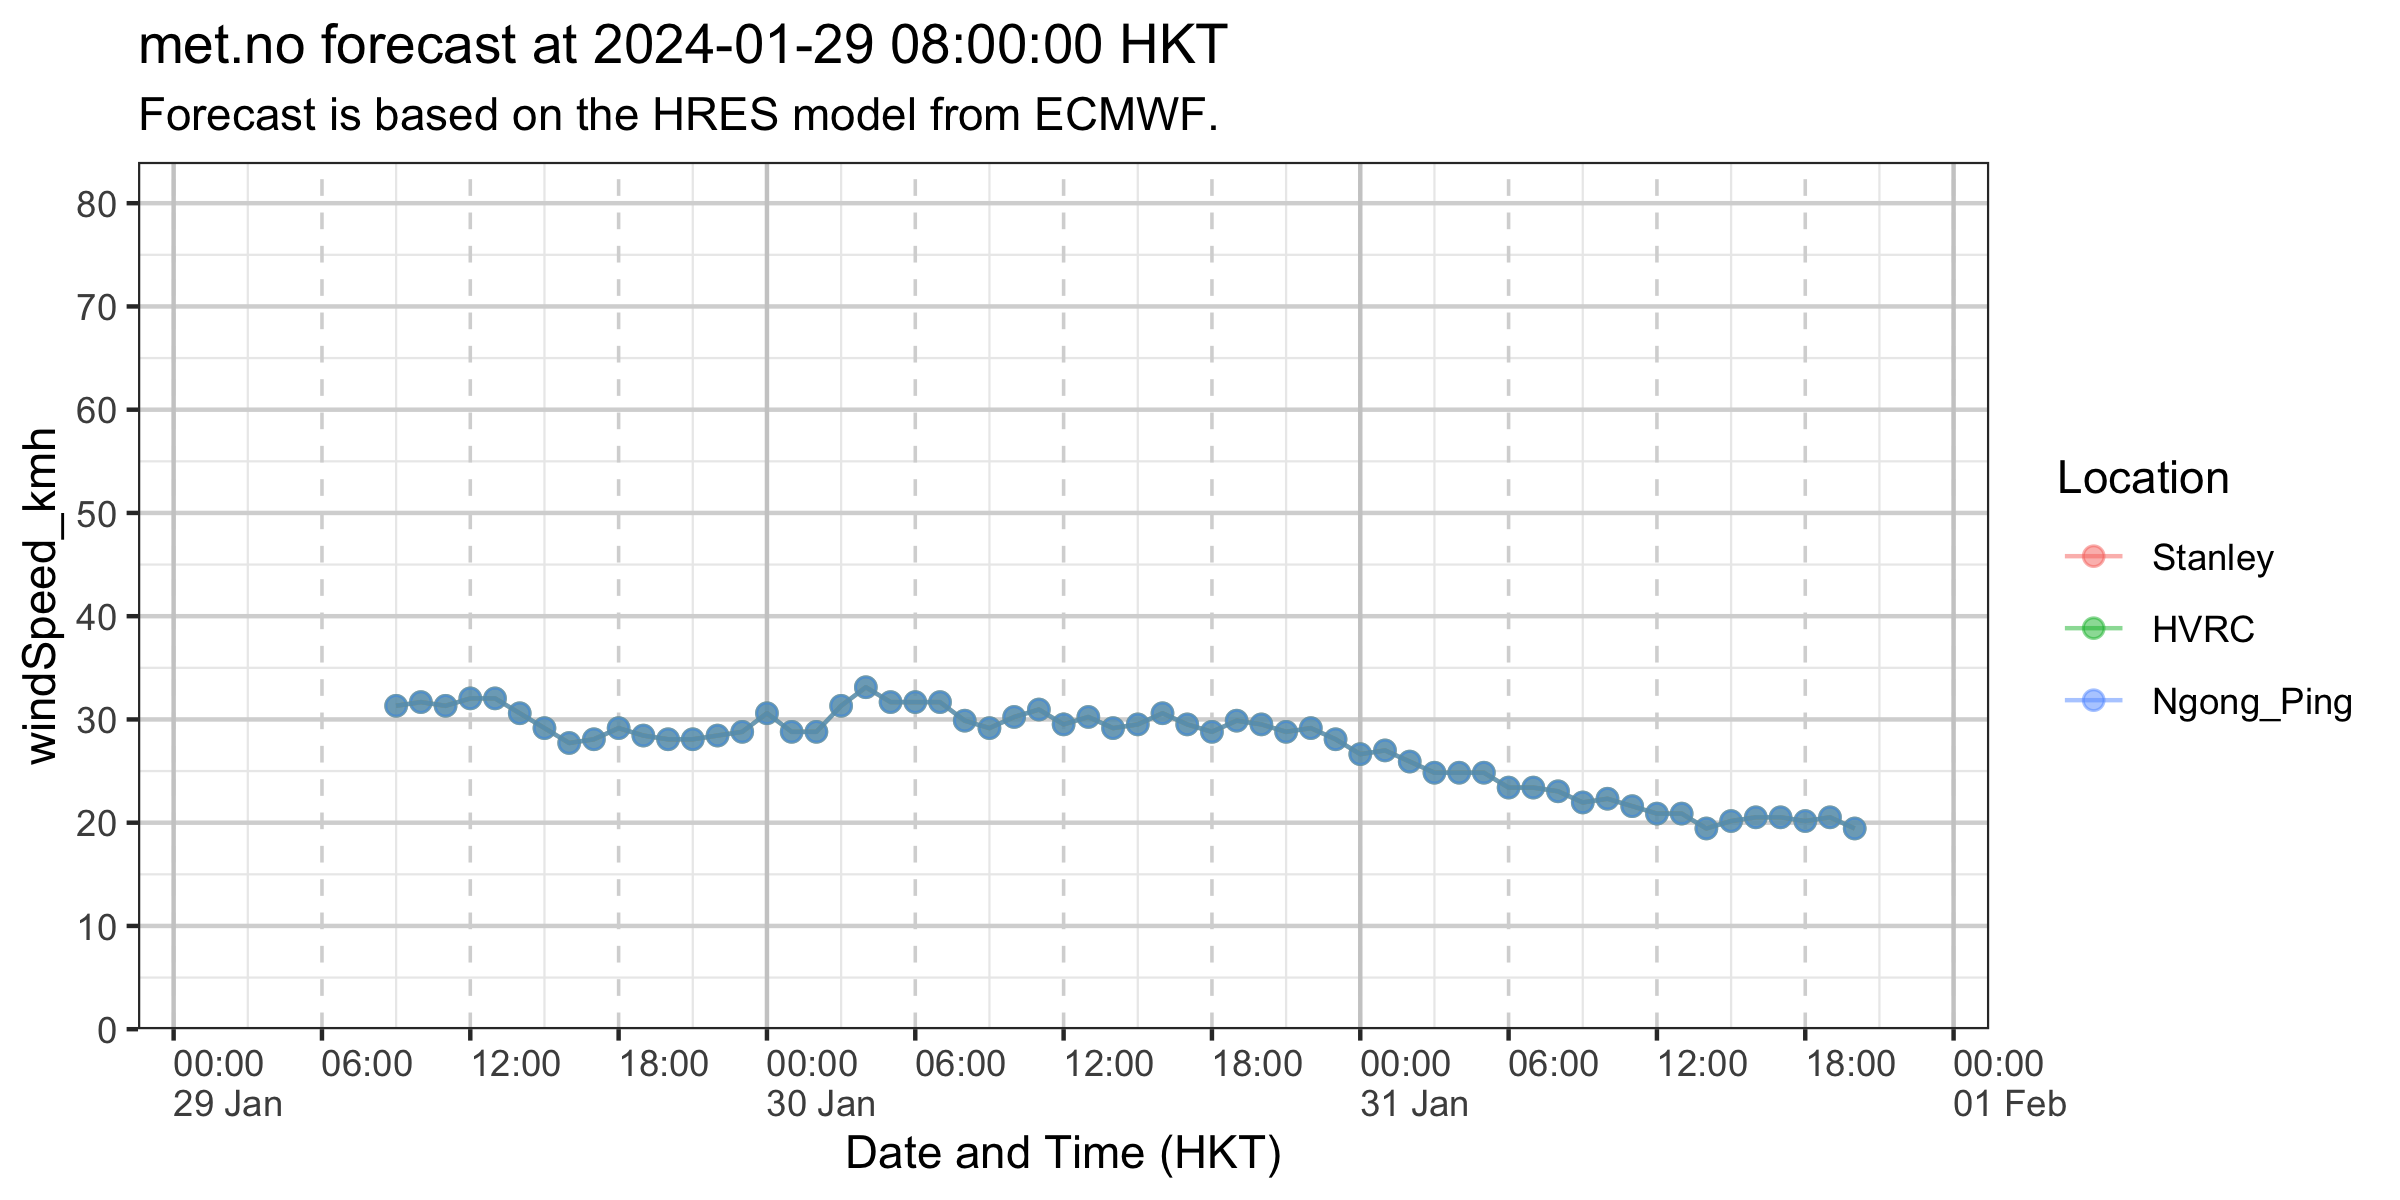 met.no forecast at 2024-01-29 08:00:00 HKT
Forecast is based on the HRES model from ECMWF.
windSpeed_kmh
80
70
60
50
40
30
20
10
0
00:00 06:00 12:00 18:00 00:00 06:00 12:00 18:00 00:00 06:00 12:00 18:00 00:00
29 Jan 30 Jan 31 Jan 01 Feb
Date and Time (HKT)
Location
Stanley
HVRC
Ngong_Ping